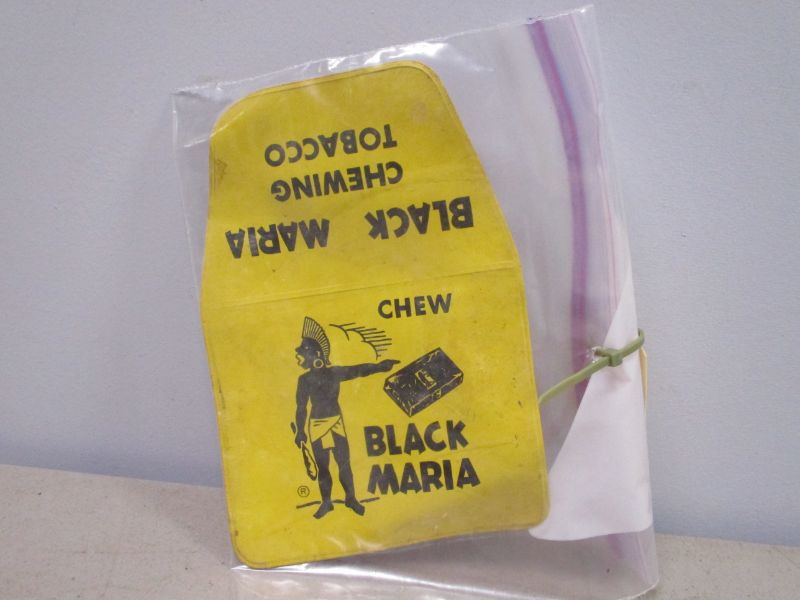 BLACK MARIA
CHEWING
TOBACCO
CHEW
BLACK
MARIA
®